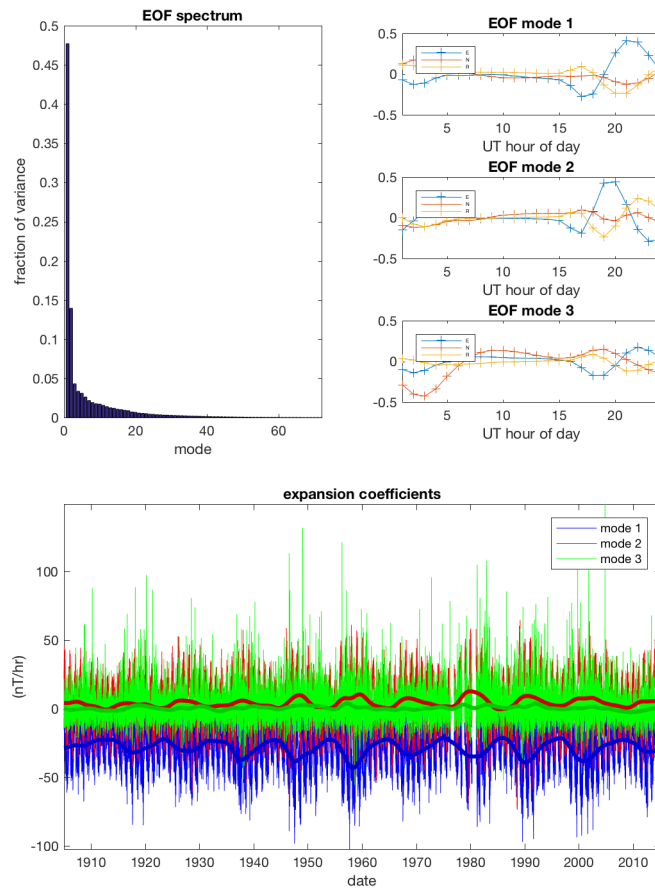 EOF spectrum
0.5
0.45
0.4
0.35
0.3
0.25
0.2
0.15
0.1
0.05
0
0 20 40 60
mode
fraction of variance
EOF mode 1
0.5
0
-0.5
E
N
R
5 10 15 20
UT hour of day
EOF mode 2
0.5
0
-0.5
E
N
R
5 10 15 20
UT hour of day
EOF mode 3
0.5
0
-0.5
E
N
R
5 10 15 20
UT hour of day
expansion coefficients
mode 1
mode 2
mode 3
100
50
0
-50
-100
(nT/hr)
1910 1920 1930 1940 1950 1960 1970 1980 1990 2000 2010
date